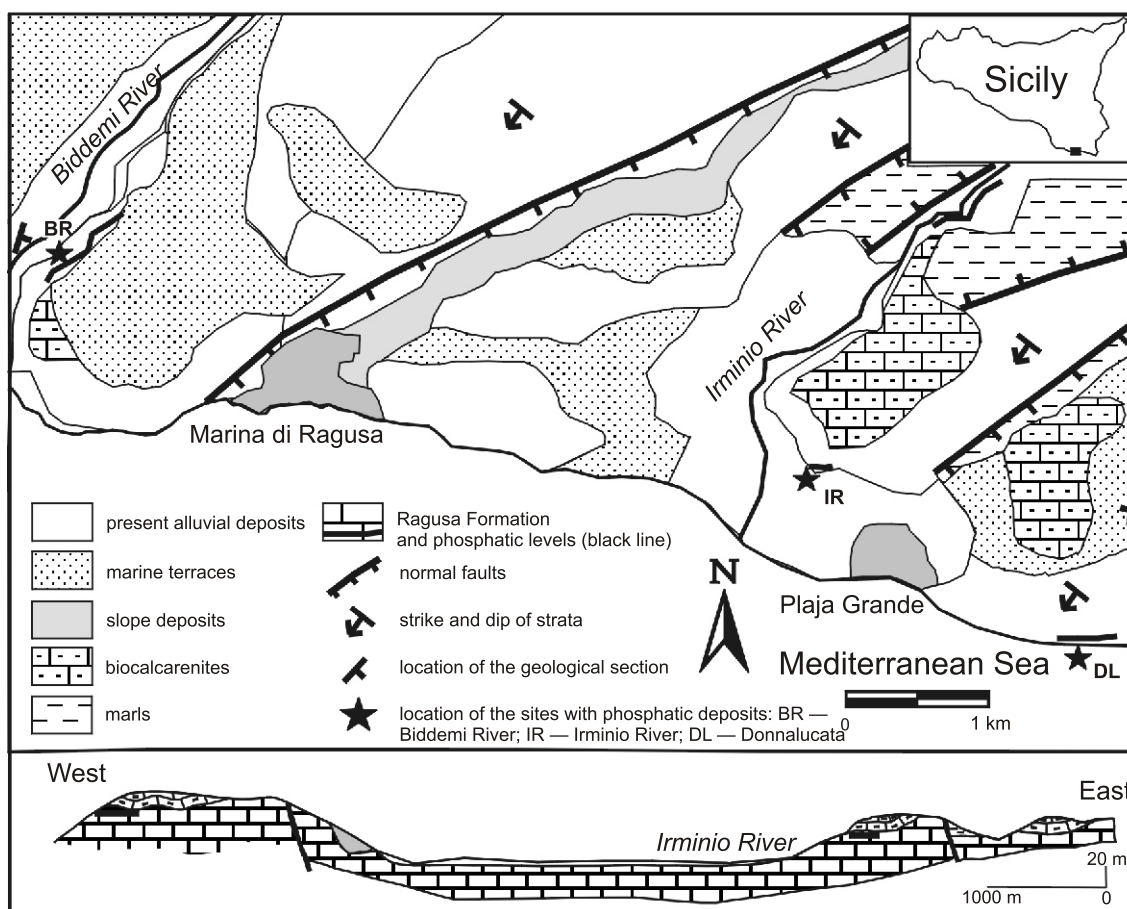 Sicily
Biddemi River
BR
Irminio River
Marina di Ragusa
IR
N
Plaja Grande
Mediterranean Sea
DL
0
1 km
present alluvial deposits
marine terraces
slope deposits
biocalcarenites
marls
Ragusa Formation
and phosphatic levels (black line)
normal faults
strike and dip of strata
location of the geological section
location of the sites with phosphatic deposits: BR —
Biddemi River; IR — Irminio River; DL — Donnalucata
West
East
Irminio River
20 m
1000 m
0